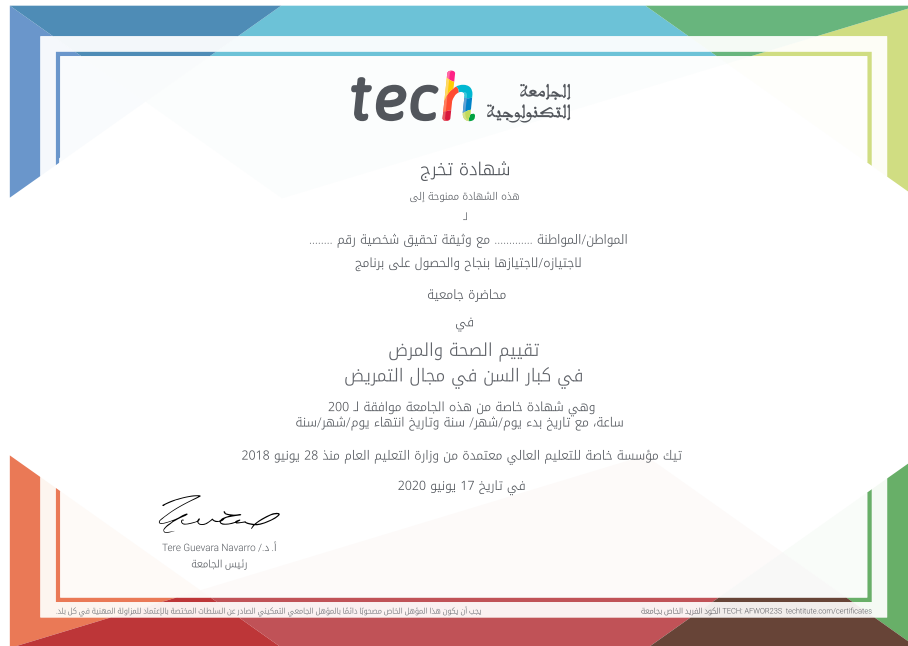 tech الجامعة
التكنولوجية
شهادة تخرج
هذه الشهادة ممنوحة إلى
لـ
المواطن/المواطنة ............. مع وثيقة تحقيق شخصية رقم ........
لاجتيازه/لاجتيازها بنجاح والحصول على برنامج
محاضرة جامعية
في
تقييم الصحة والمرض
في كبار السن في مجال التمريض
وهي شهادة خاصة من هذه الجامعة موافقة لـ 200
ساعة، مع تاريخ بدء يوم/شهر/ سنة وتاريخ انتهاء يوم/شهر/سنة
تيك مؤسسة خاصة للتعليم العالي معتمدة من وزارة التعليم العام منذ 28 يونيو 2018
في تاريخ 17 يونيو 2020
أ. د./ Tere Guevara Navarro
رئيس الجامعة
يجب أن يكون هذا المؤهل الخاص مصحوبًا دائمًا بالمؤهل الجامعي التمكيني الصادر عن السلطات المختصة بالإعتماد للمزاولة المهنية في كل بلد.
الكود الفريد الخاص بجامعة TECH: AFWOR23S techtitute.com/certificates